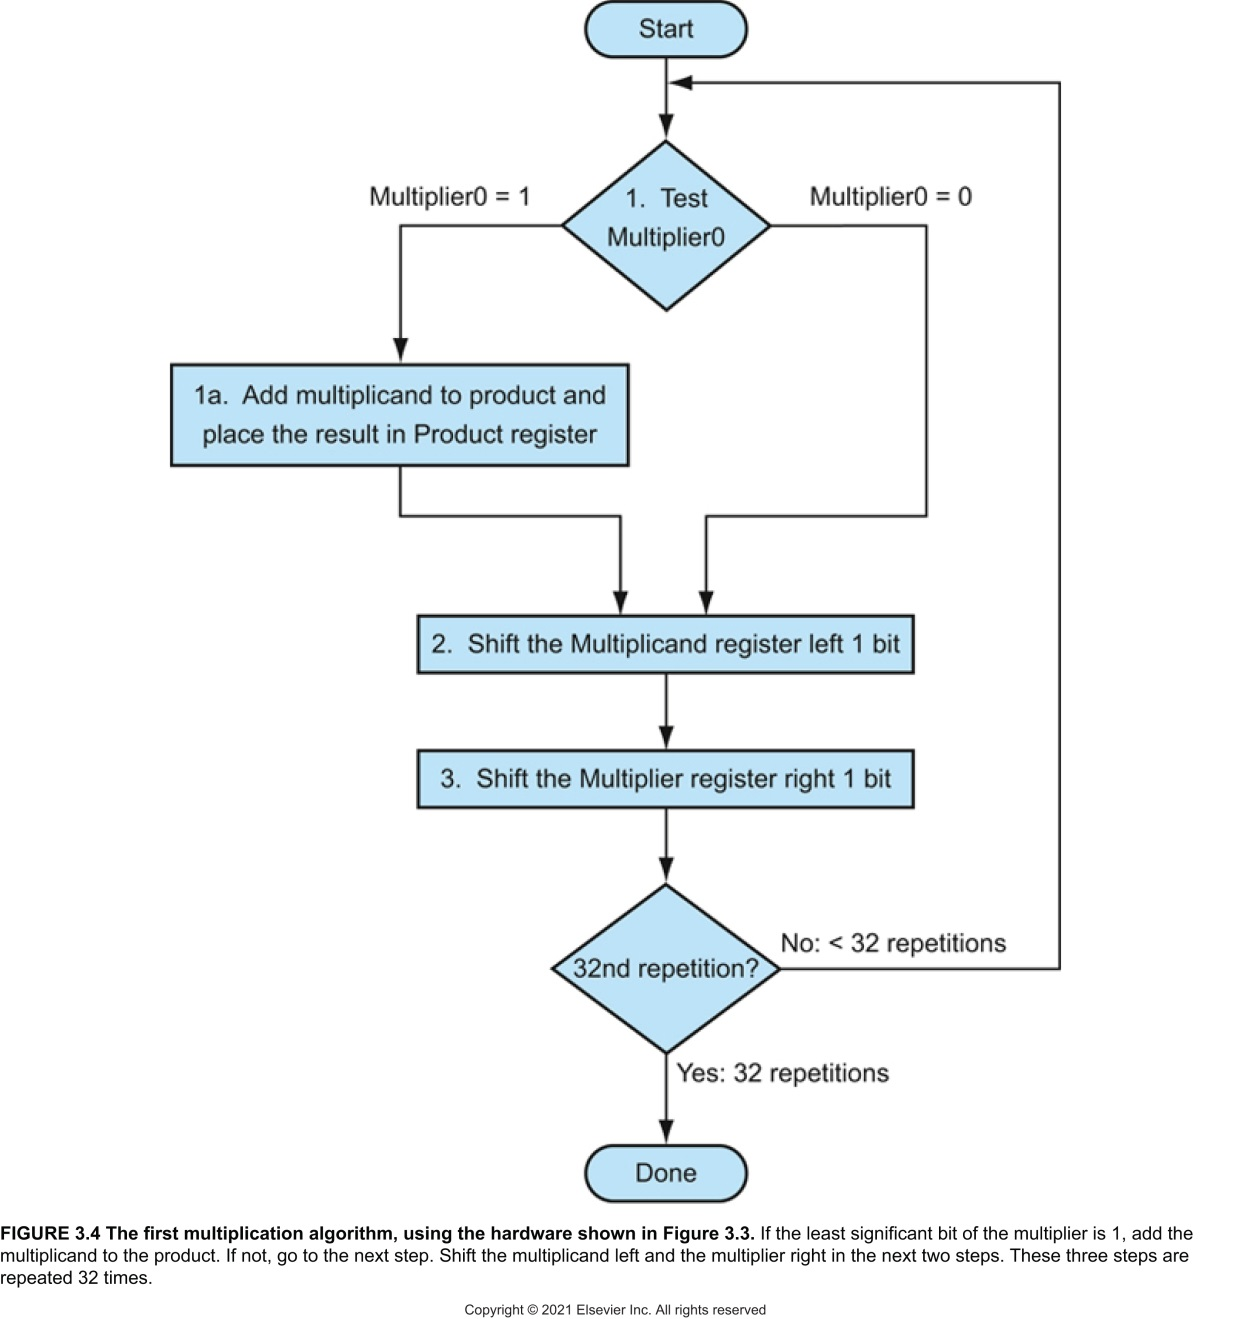 Start
Multiplier0 = 1
1. Test
Multiplier0
Multiplier0 = 0
1a. Add multiplicand to product and
place the result in Product register
2. Shift the Multiplicand register left 1 bit
3. Shift the Multiplier register right 1 bit
32nd repetition?
No: < 32 repetitions
Yes: 32 repetitions
Done
FIGURE 3.4 The first multiplication algorithm, using the hardware shown in Figure 3.3. If the least significant bit of the multiplier is 1, add the
multiplicand to the product. If not, go to the next step. Shift the multiplicand left and the multiplier right in the next two steps. These three steps are
repeated 32 times.
Copyright © 2021 Elsevier Inc. All rights reserved